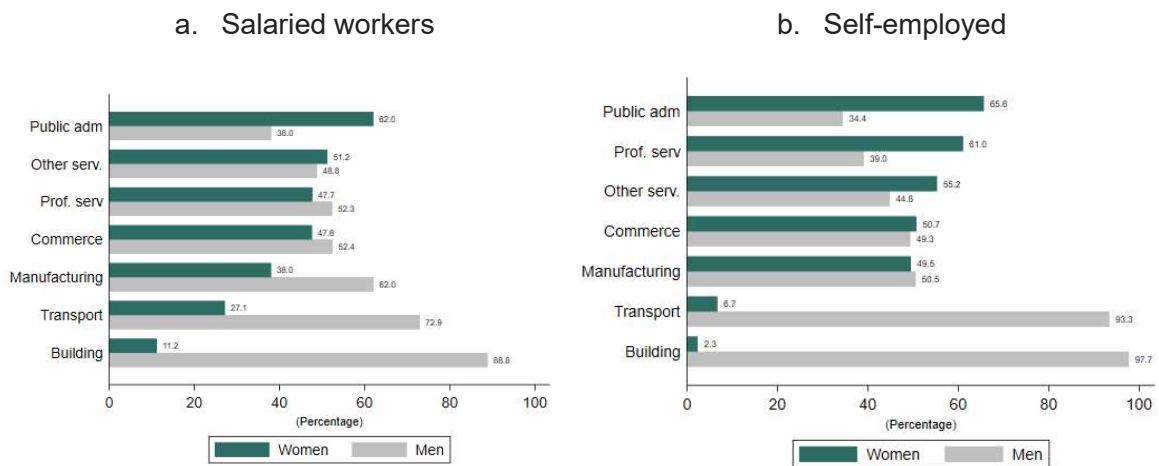 a. Salaried workers
Public adm
62.0
38.0
Other serv.
51.2
48.8
Prof. serv
47.7
52.3
Commerce
47.6
52.4
Manufacturing
38.0
62.0
Transport
27.1
72.9
Building
11.2
88.8
0 20 40 60 80 100
(Percentage)
Women Men
b. Self-employed
Public adm
65.6
34.4
Prof. serv
61.0
39.0
Other serv.
55.2
44.8
Commerce
50.7
49.3
Manufacturing
49.5
50.5
Transport
6.7
93.3
Building
2.3
97.7
0 20 40 60 80 100
(Percentage)
Women Men